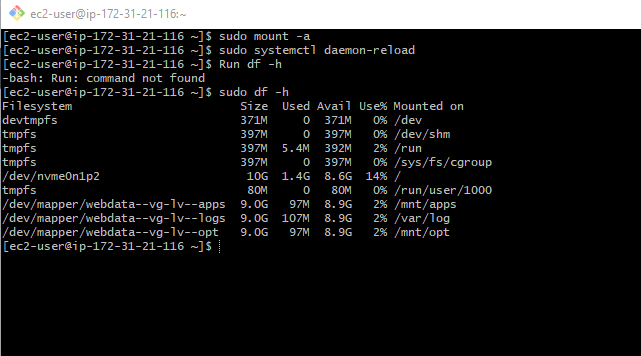 ec2-user@ip-172-31-21-116:~
[ec2-user@ip-172-31-21-116 ~]$ sudo mount -a
[ec2-user@ip-172-31-21-116 ~]$ sudo systemctl daemon-reload
[ec2-user@ip-172-31-21-116 ~]$ Run df -h
-bash: Run: command not found
[ec2-user@ip-172-31-21-116 ~]$ sudo df -h
Filesystem                       Size  Used Avail Use% Mounted on
devtmpfs                         371M     0  371M   0% /dev
tmpfs                            397M     0  397M   0% /dev/shm
tmpfs                            397M  5.4M  392M   2% /run
tmpfs                            397M     0  397M   0% /sys/fs/cgroup
/dev/nvme0n1p2                    10G  1.4G  8.6G  14% /
tmpfs                             80M     0   80M   0% /run/user/1000
/dev/mapper/webdata--vg-lv--apps  9.0G   97M  8.9G   2% /mnt/apps
/dev/mapper/webdata--vg-lv--logs  9.0G  107M  8.9G   2% /var/log
/dev/mapper/webdata--vg-lv--opt   9.0G   97M  8.9G   2% /mnt/opt
[ec2-user@ip-172-31-21-116 ~]$